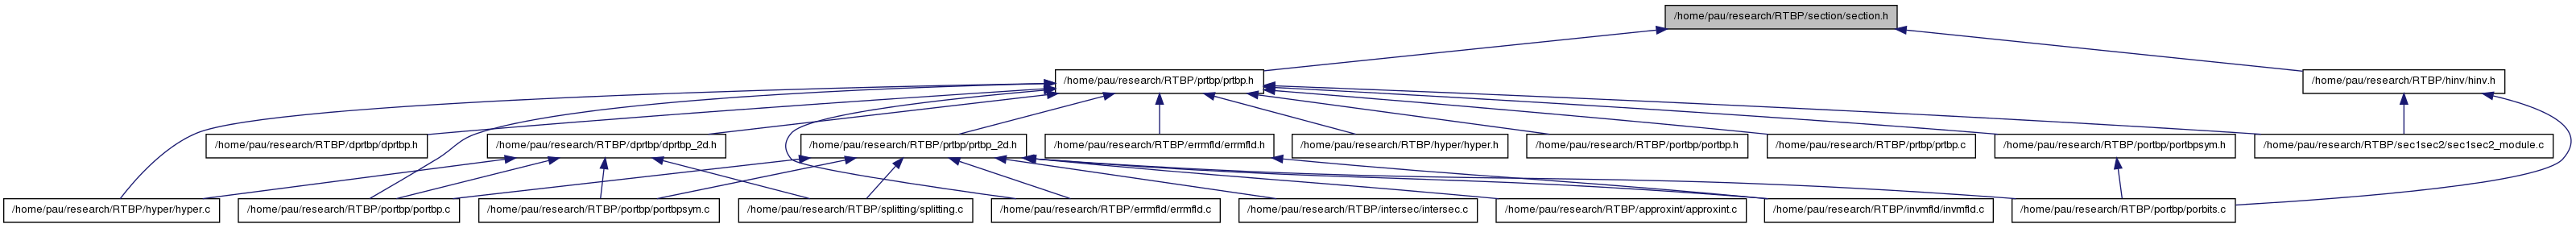 /home/pau/research/RTBP/section/section.h
/home/pau/research/RTBP/prtbp/prtbp.h
/home/pau/research/RTBP/hinv/hinv.h
/home/pau/research/RTBP/dprtbp/dprtbp.h
/home/pau/research/RTBP/dprtbp/dprtbp_2d.h
/home/pau/research/RTBP/prtbp/prtbp_2d.h
/home/pau/research/RTBP/errmfld/errmfld.h
/home/pau/research/RTBP/hyper/hyper.h
/home/pau/research/RTBP/portbp/portbp.h
/home/pau/research/RTBP/prtbp/prtbp.c
/home/pau/research/RTBP/portbp/portbpsym.h
/home/pau/research/RTBP/sec1sec2/sec1sec2_module.c
/home/pau/research/RTBP/hyper/hyper.c
/home/pau/research/RTBP/portbp/portbp.c
/home/pau/research/RTBP/portbp/portbpsym.c
/home/pau/research/RTBP/splitting/splitting.c
/home/pau/research/RTBP/errmfld/errmfld.c
/home/pau/research/RTBP/intersec/intersec.c
/home/pau/research/RTBP/approxint/approxint.c
/home/pau/research/RTBP/invmfld/invmfld.c
/home/pau/research/RTBP/portbp/porbits.c